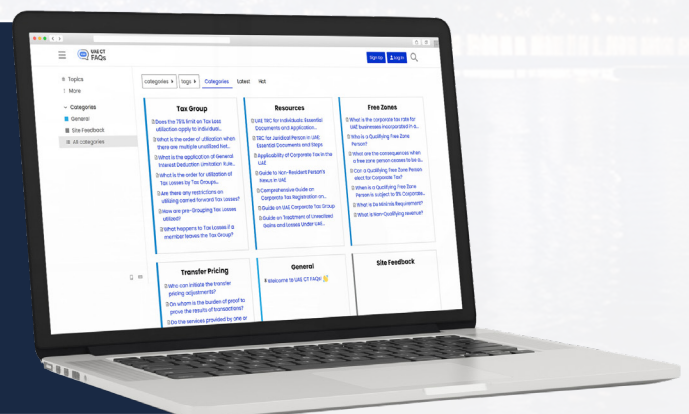 UAE CT
FAQs
Sign Up
Log In
Topics
More
Categories
General
Site Feedback
All categories
categories
tags
Categories
Latest
Hot
Tax Group
Does the 75% limit on Tax Loss
utilization apply to individual...
What is the order of utilization when
there are multiple unutilized Net...
What is the application of General
Interest Deduction Limitation Rule...
What is the order for utilization of
Tax Losses by Tax Groups...
Are there any restrictions on
utilizing carried forward Tax Losses?
How are pre-Grouping Tax Losses
utilized?
What happens to Tax Losses if a
member leaves the Tax Group?
Resources
UAE TRC for Individuals: Essential
Documents and Application...
TRC for Juridical Person in UAE:
Essential Documents and Steps
Applicability of Corporate Tax in the
UAE
Guide to Non-Resident Person's
Nexus in UAE
Comprehensive Guide on
Corporate Tax Registration on...
Guide on UAE Corporate Tax Group
Guide on Treatment of Unrealized
Gains and Losses Under UAE...
Free Zones
What is the corporate tax rate for
UAE businesses incorporated in a...
Who is a Qualifying Free Zone
Person?
What are the consequences when
a free zone person ceases to be a...
Can a Qualifying Free Zone Person
elect for Corporate Tax?
When is a Qualifying Free Zone
Person is subject to 9% Corporate...
What is De Minimis Requirement?
What is Non-Qualifying revenue?
Transfer Pricing
Who can initiate the transfer
pricing adjustments?
On whom is the burden of proof to
prove the results of transactions?
Do the services provided by one or
General
Welcome to UAE CT FAQs!
Site Feedback